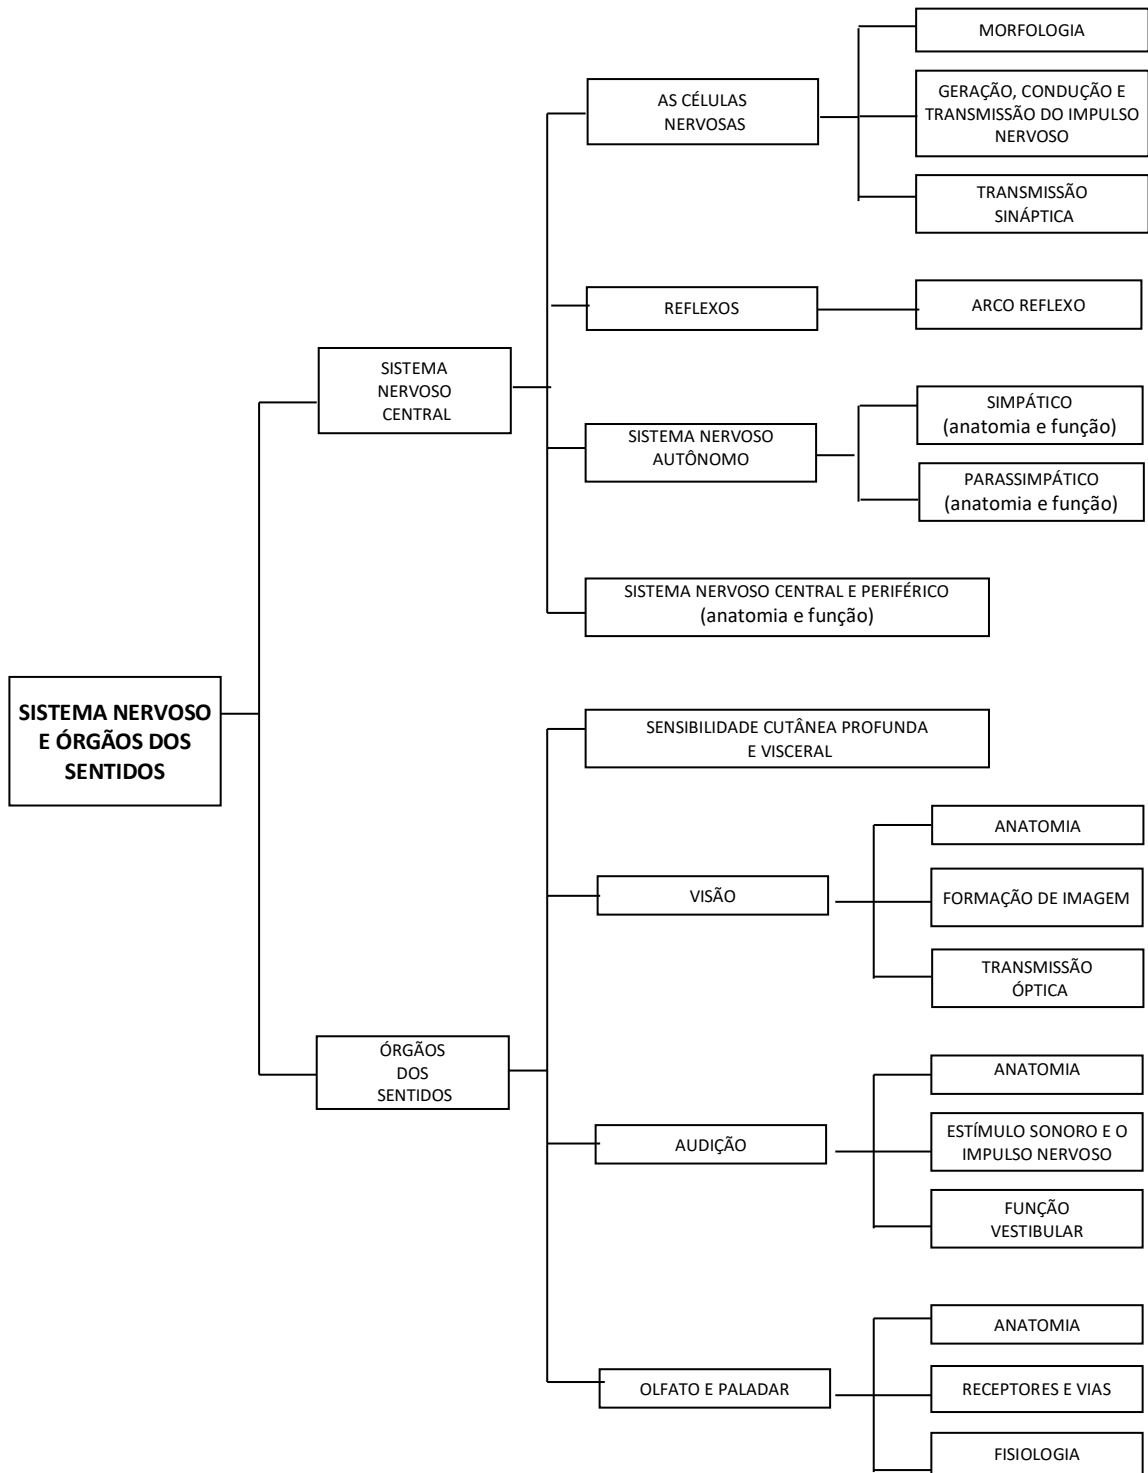 MORFOLOGIA
AS CÉLULAS
NERVOSAS
GERAÇÃO, CONDUÇÃO E
TRANSMISSÃO DO IMPULSO
NERVOSO
TRANSMISSÃO
SINÁPTICA
REFLEXOS
ARCO REFLEXO
SISTEMA
NERVOSO
CENTRAL
SISTEMA NERVOSO
AUTÔNOMO
SIMPÁTICO
(anatomia e função)
PARASSIMPÁTICO
(anatomia e função)
SISTEMA NERVOSO CENTRAL E PERIFÉRICO
(anatomia e função)
SISTEMA NERVOSO
E ÓRGÃOS DOS
SENTIDOS
SENSIBILIDADE CUTÂNEA PROFUNDA
E VISCERAL
VISÃO
ANATOMIA
FORMAÇÃO DE IMAGEM
TRANSMISSÃO
ÓPTICA
ÓRGÃOS
DOS
SENTIDOS
AUDIÇÃO
ANATOMIA
ESTÍMULO SONORO E O
IMPULSO NERVOSO
FUNÇÃO
VESTIBULAR
OLFATO E PALADAR
ANATOMIA
RECEPTORES E VIAS
FISIOLOGIA